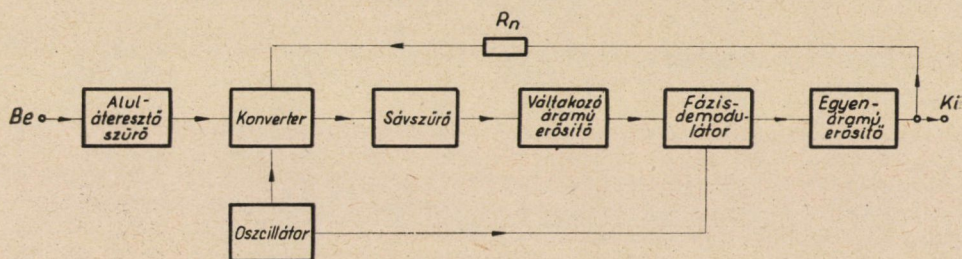 Rn
Be
Alul-
áteresztő
szűrő
Konverter
Sávszűrő
Váltakozó
áramú
erősítő
Fázis-
demodu-
látor
Egyen-
áramú
erősítő
Ki
Oszcillátor